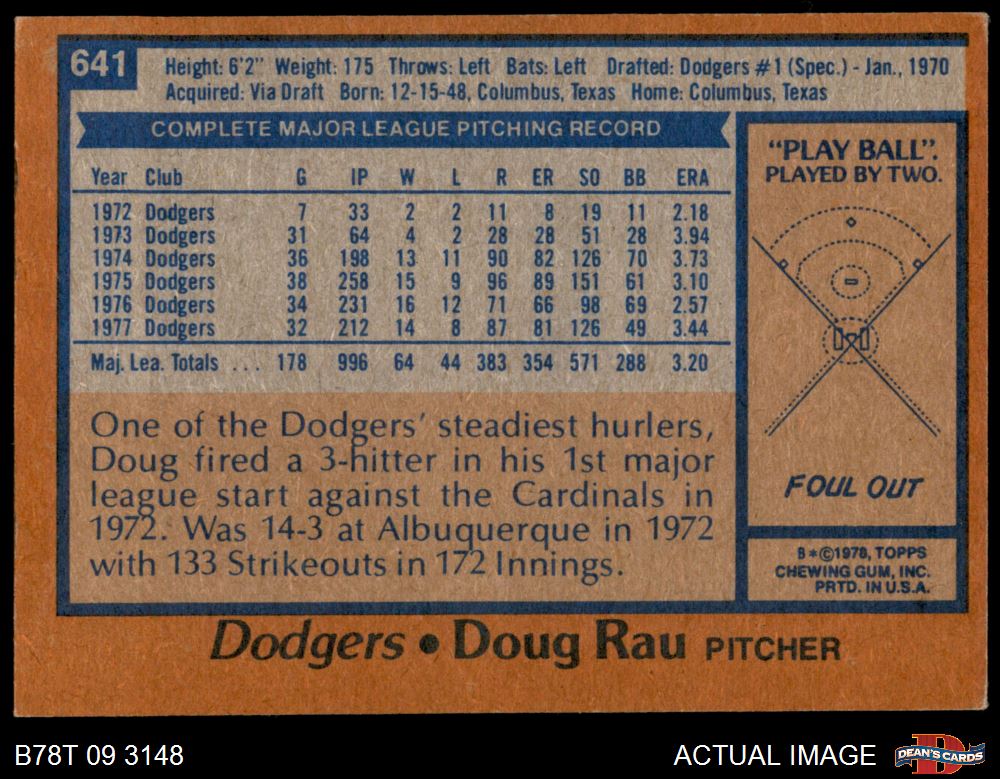 641
Height: 6'2" Weight: 175 Throws: Left Bats: Left Drafted: Dodgers #1 (Spec.) - Jan., 1970
Acquired: Via Draft Born: 12-15-48, Columbus, Texas Home: Columbus, Texas
COMPLETE MAJOR LEAGUE PITCHING RECORD
Year Club G IP W L R ER SO BB ERA
1972 Dodgers 7 33 2 2 11 8 19 11 2.18
1973 Dodgers 31 64 4 2 28 28 51 28 3.94
1974 Dodgers 36 198 13 11 90 82 126 70 3.73
1975 Dodgers 38 258 15 9 96 89 151 61 3.10
1976 Dodgers 34 231 16 12 71 66 98 69 2.57
1977 Dodgers 32 212 14 8 87 81 126 49 3.44
Maj. Lea. Totals ... 178 996 64 44 383 354 571 288 3.20
One of the Dodgers' steadiest hurlers,
Doug fired a 3-hitter in his 1st major
league start against the Cardinals in
1972. Was 14-3 at Albuquerque in 1972
with 133 Strikeouts in 172 Innings.
"PLAY BALL".
PLAYED BY TWO.
FOUL OUT
B*©1978, TOPPS
CHEWING GUM, INC.
PRTD. IN U.S.A.
Dodgers • Doug Rau PITCHER
B78T 09 3148
ACTUAL IMAGE
D
DEAN'S CARDS